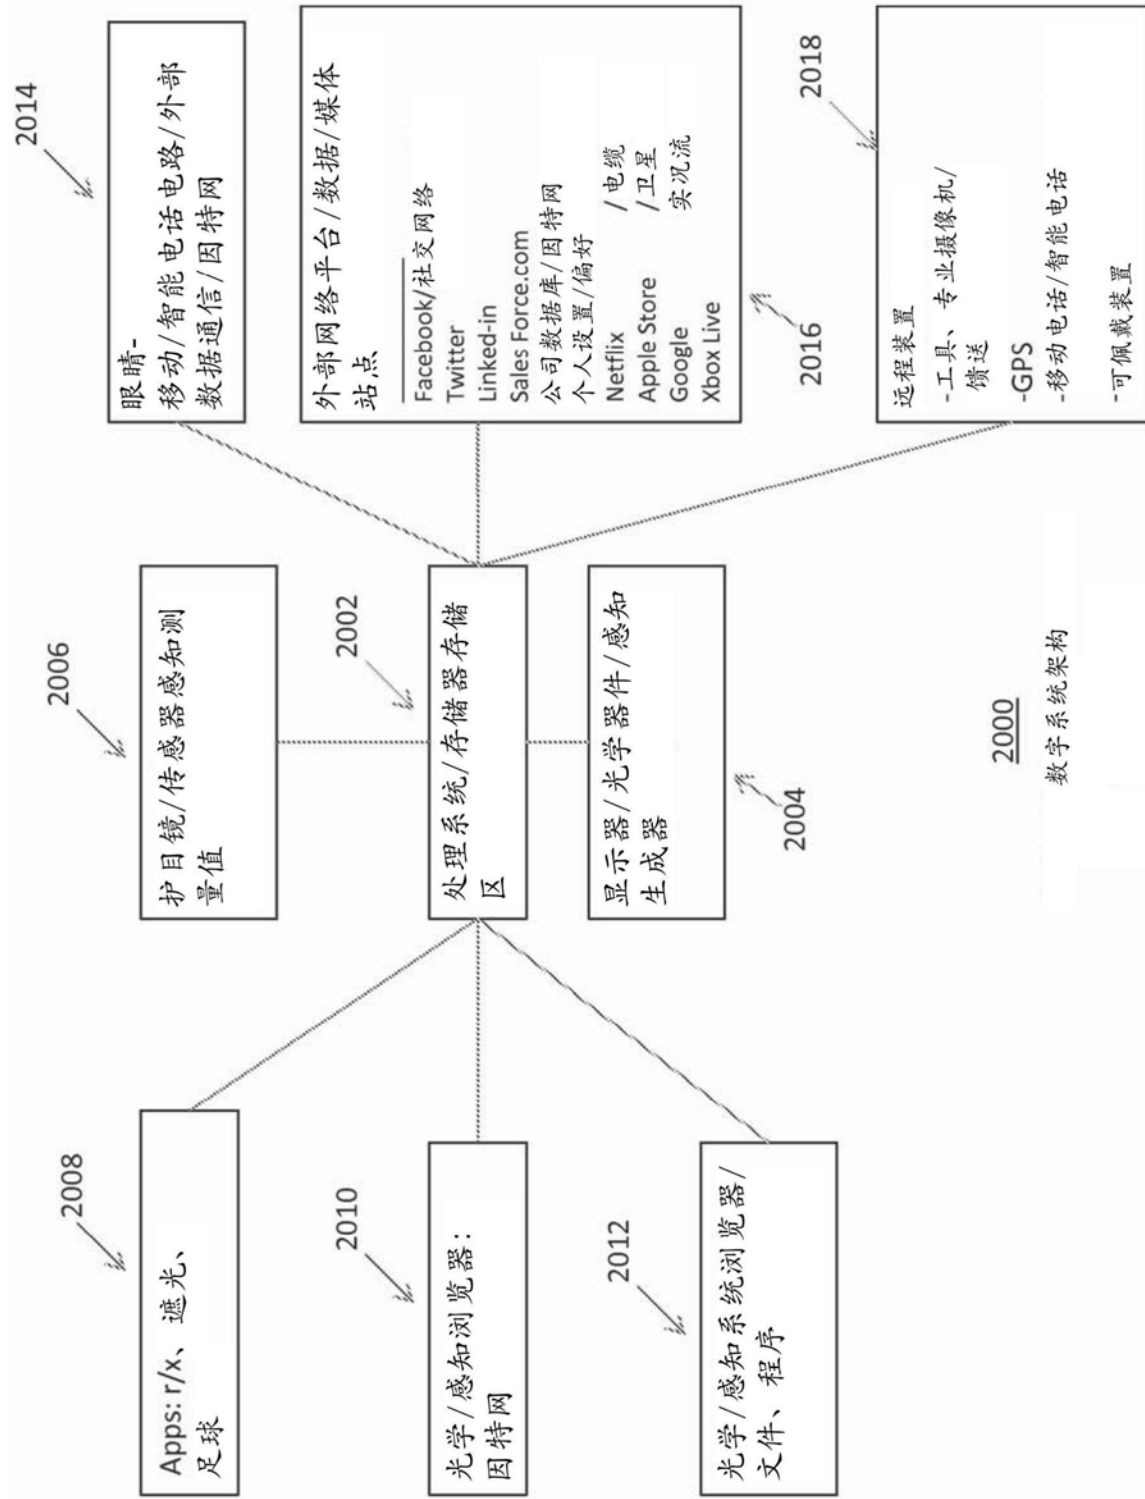 2008
Apps: r/x、遮光、
足球
2010
光学/感知浏览器：
因特网
2012
光学/感知系统浏览器/
文件、程序
2006
护目镜/传感器感知测
量值
2002
处理系统/存储器存储
区
显示器/光学器件/感知
生成器
2004
2014
眼睛-
移动/智能电话电路/外部
数据通信/因特网
外部网络平台/数据/媒体
站点
Facebook/社交网络
Twitter
Linked-in
Sales Force.com
公司数据库/因特网
个人设置/偏好
Netflix /电缆
Apple Store /卫星
Google 实况流
Xbox Live
2016
2018
远程装置
-工具、专业摄像机/
馈送
-GPS
-移动电话/智能电话
-可佩戴装置
2000
数字系统架构